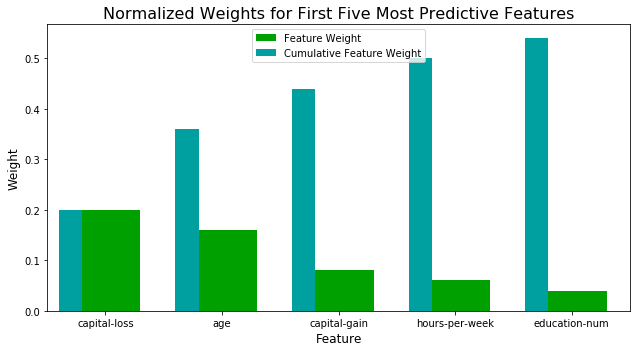 Normalized Weights for First Five Most Predictive Features
Feature Weight
Cumulative Feature Weight
Weight
0.5
0.4
0.3
0.2
0.1
0.0
capital-loss age capital-gain hours-per-week education-num
Feature